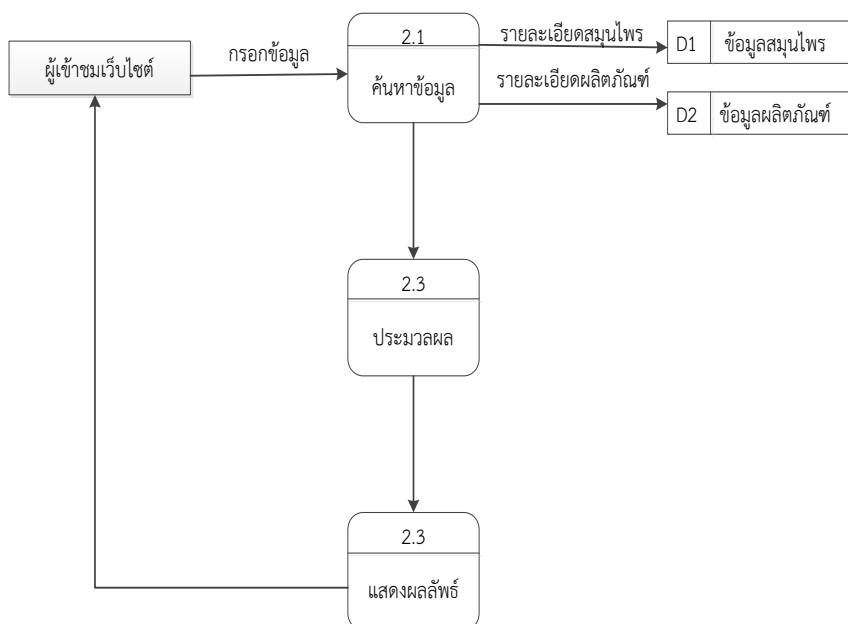 2.1
รายละเอียดสมุนไพร
D1 ข้อมูลสมุนไพร
ผู้เข้าชมเว็บไซต์
กรอกข้อมูล
ค้นหาข้อมูล
รายละเอียดผลิตภัณฑ์
D2 ข้อมูลผลิตภัณฑ์
2.3
ประมวลผล
2.3
แสดงผลลัพธ์